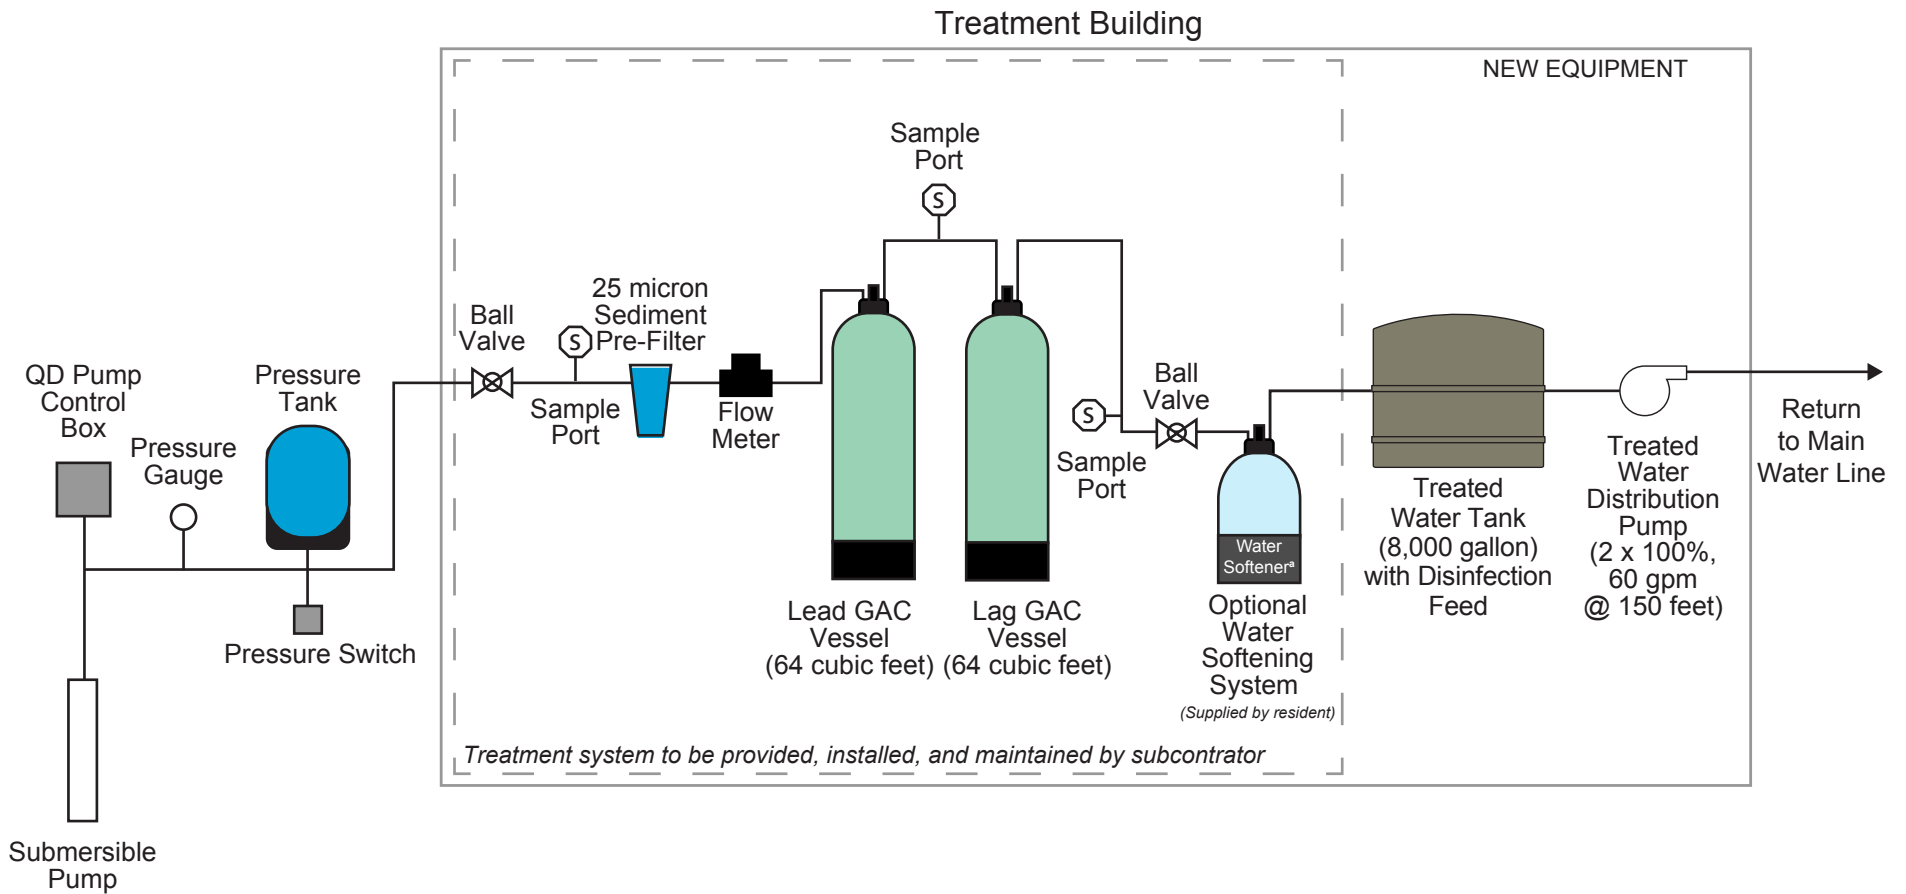 Treatment Building
NEW EQUIPMENT
Sample
Port
S
25 micron
Sediment
Pre-Filter
Ball
Valve
S
QD Pump
Control
Box
Pressure
Tank
Pressure
Gauge
Sample
Port
Flow
Meter
Ball
Valve
S
Sample
Port
Return
to Main
Water Line
Treated
Water
Distribution
Pump
(2 x 100%,
60 gpm
@ 150 feet)
Treated
Water Tank
(8,000 gallon)
with Disinfection
Feed
Water
Softenerª
Optional
Water
Softening
System
(Supplied by resident)
Lead GAC
Vessel
(64 cubic feet)
Lag GAC
Vessel
(64 cubic feet)
Pressure Switch
Treatment system to be provided, installed, and maintained by subcontrator
Submersible
Pump